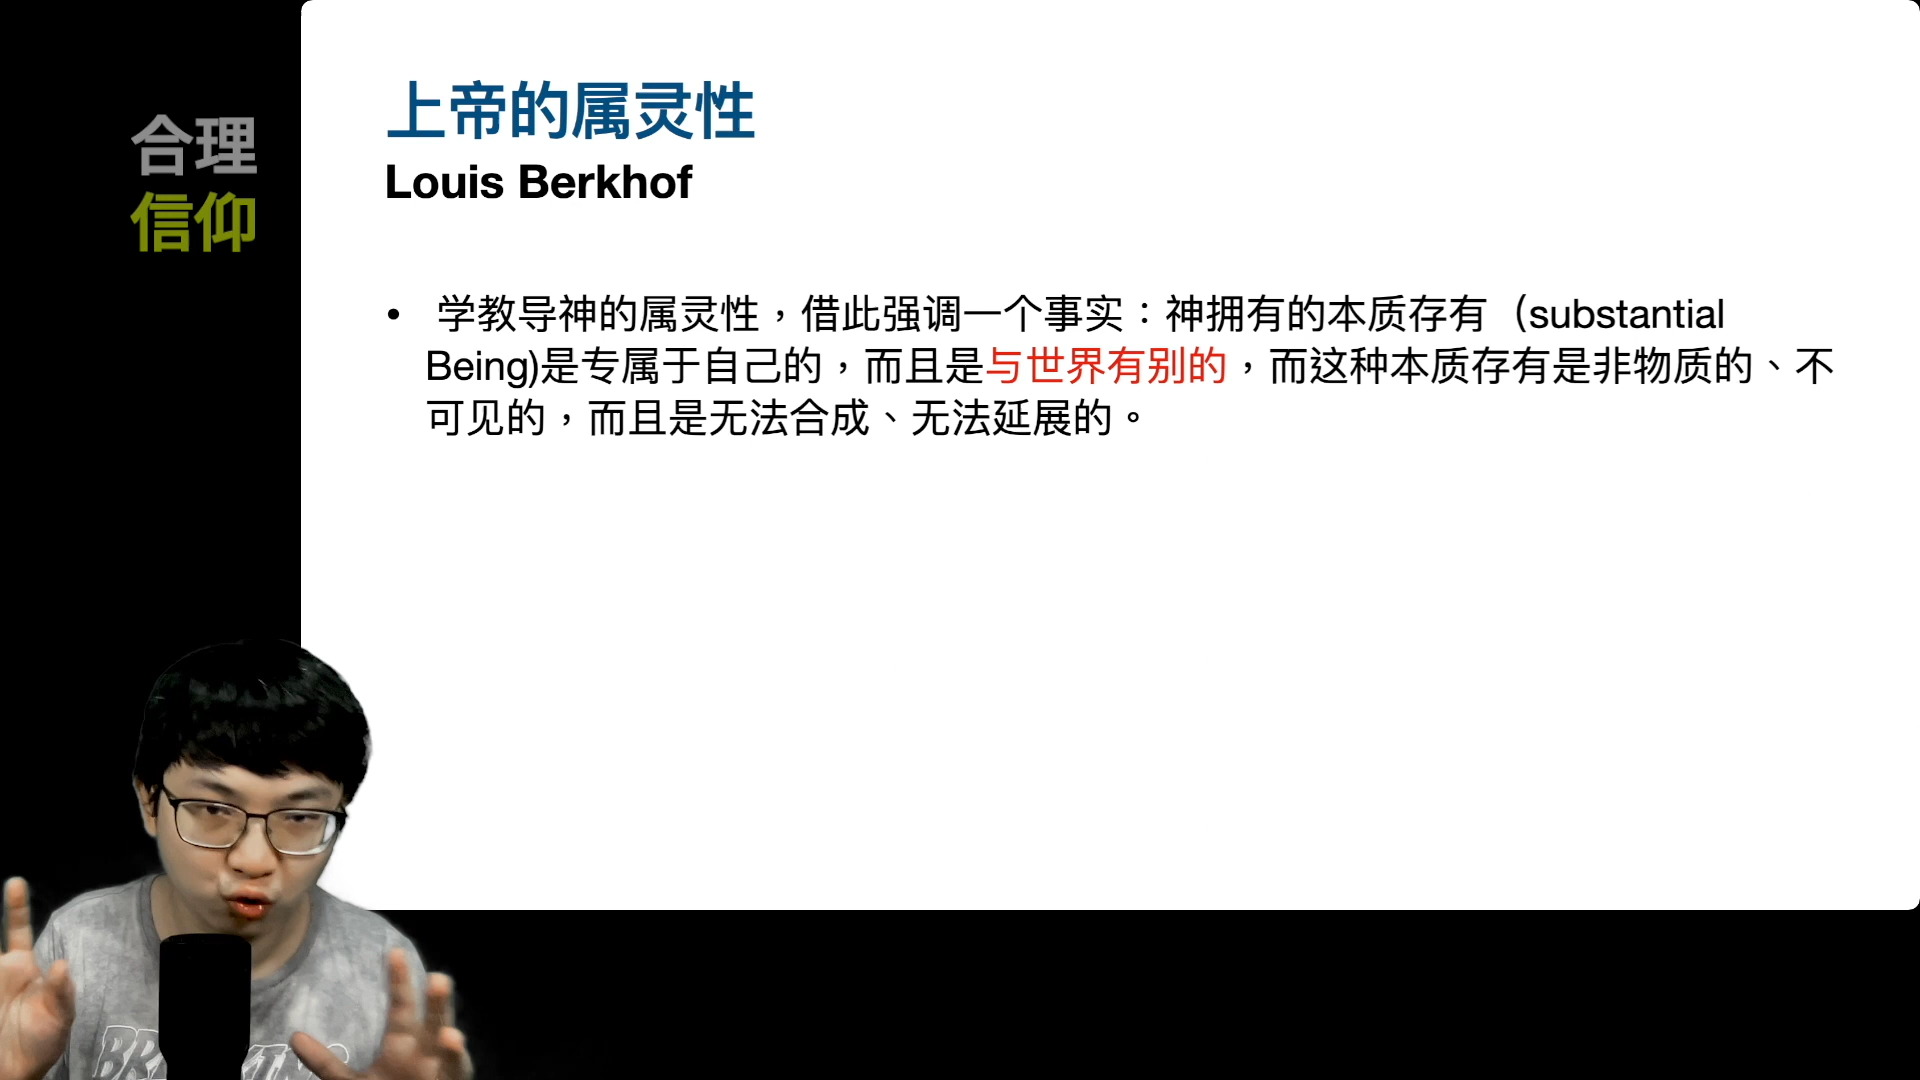 合理
信仰
上帝的属灵性
Louis Berkhof
• 学教导神的属灵性，借此强调一个事实：神拥有的本质存有（substantial
Being)是专属于自己的，而且是与世界有别的，而这种本质存有是非物质的、不
可见的，而且是无法合成、无法延展的。